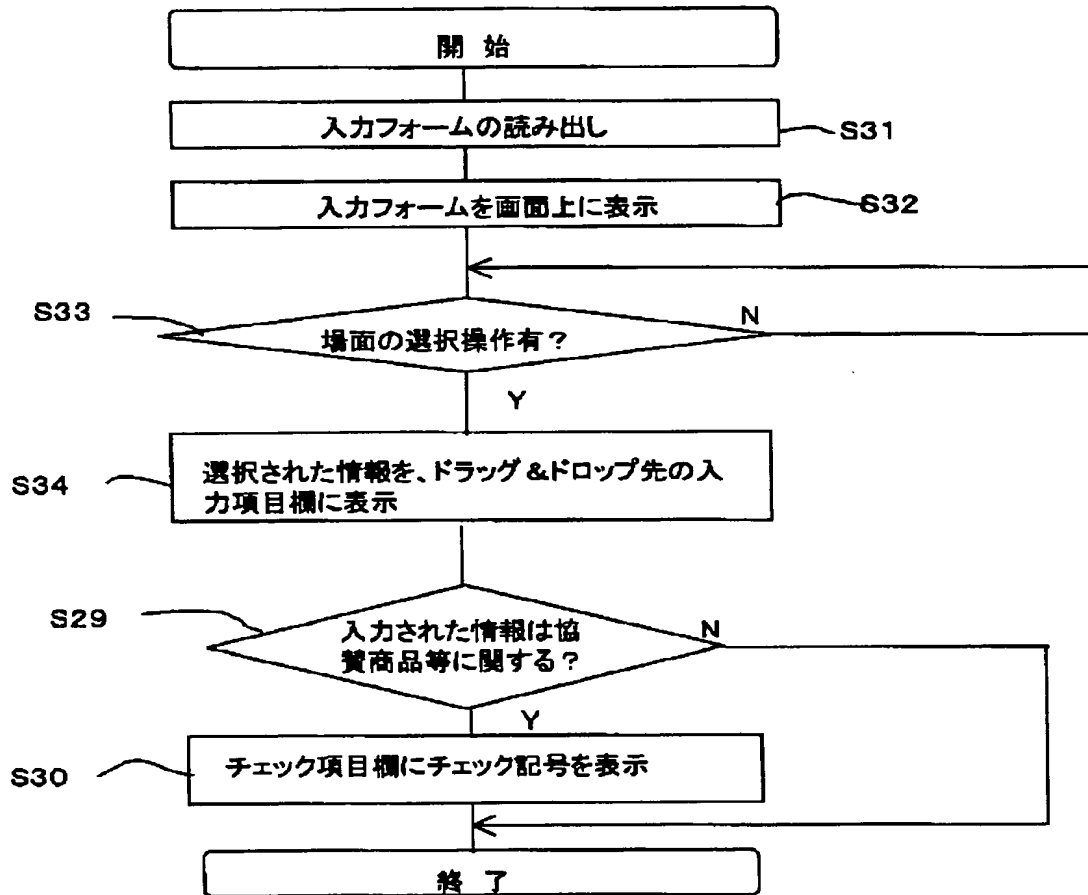 開 始
入力フォームの読み出し
S31
入力フォームを画面上に表示
S32
S33
場面の選択操作有？
N
Y
S34
選択された情報を、ドラッグ＆ドロップ先の入
力項目欄に表示
S29
入力された情報は協
賛商品等に関する？
N
Y
S30
チェック項目欄にチェック記号を表示
終 了